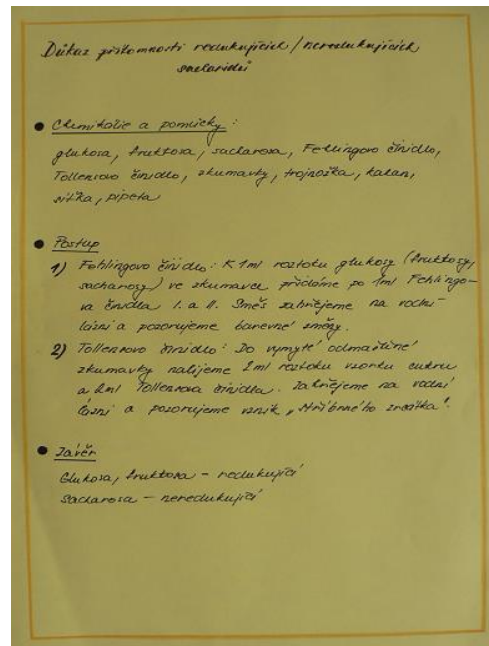 Důkaz přítomnosti redukujících/neredukujících
sacharidů
Chemikálie a pomůcky:
glukosa, fruktosa, sacharosa, Fehlingovo činidlo,
Tollensovo činidlo, zkumavky, trojnožka, kahan,
síťka, pipeta
Postup
1) Fehlingovo činidlo: K 1ml roztoku glukosy (fruktosy,
sacharosy) ve zkumavce přidáme po 1ml Fehlingo-
va činidla I. a II. Směs zahřejeme na vodní
lázni a pozorujeme barevné změny.
2) Tollensovo činidlo: Do vymyté odmaštěné
zkumavky nalijeme 2ml roztoku vzorku cukru
a 2ml Tollensova činidla. Zahřejeme na vodní
lázni a pozorujeme vznik „stříbrného zrcátka".
Závěr
Glukosa, fruktosa - redukující
Sacharosa - neredukující